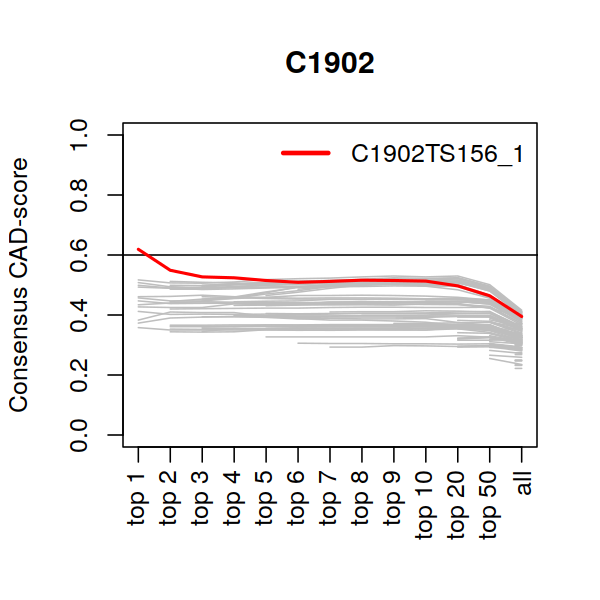 C1902
C1902TS156_1
Consensus CAD-score
1.0
0.8
0.6
0.4
0.2
0.0
top 1
top 2
top 3
top 4
top 5
top 6
top 7
top 8
top 9
top 10
top 20
top 50
all